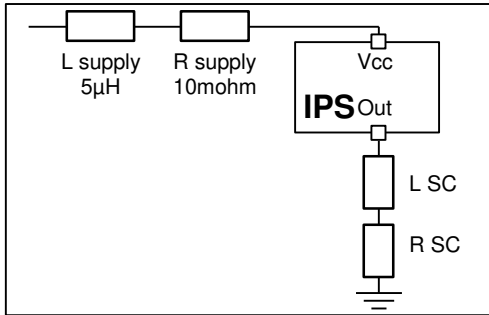 L supply
5µH
R supply
10mohm
Vcc
IPS Out
L SC
R SC